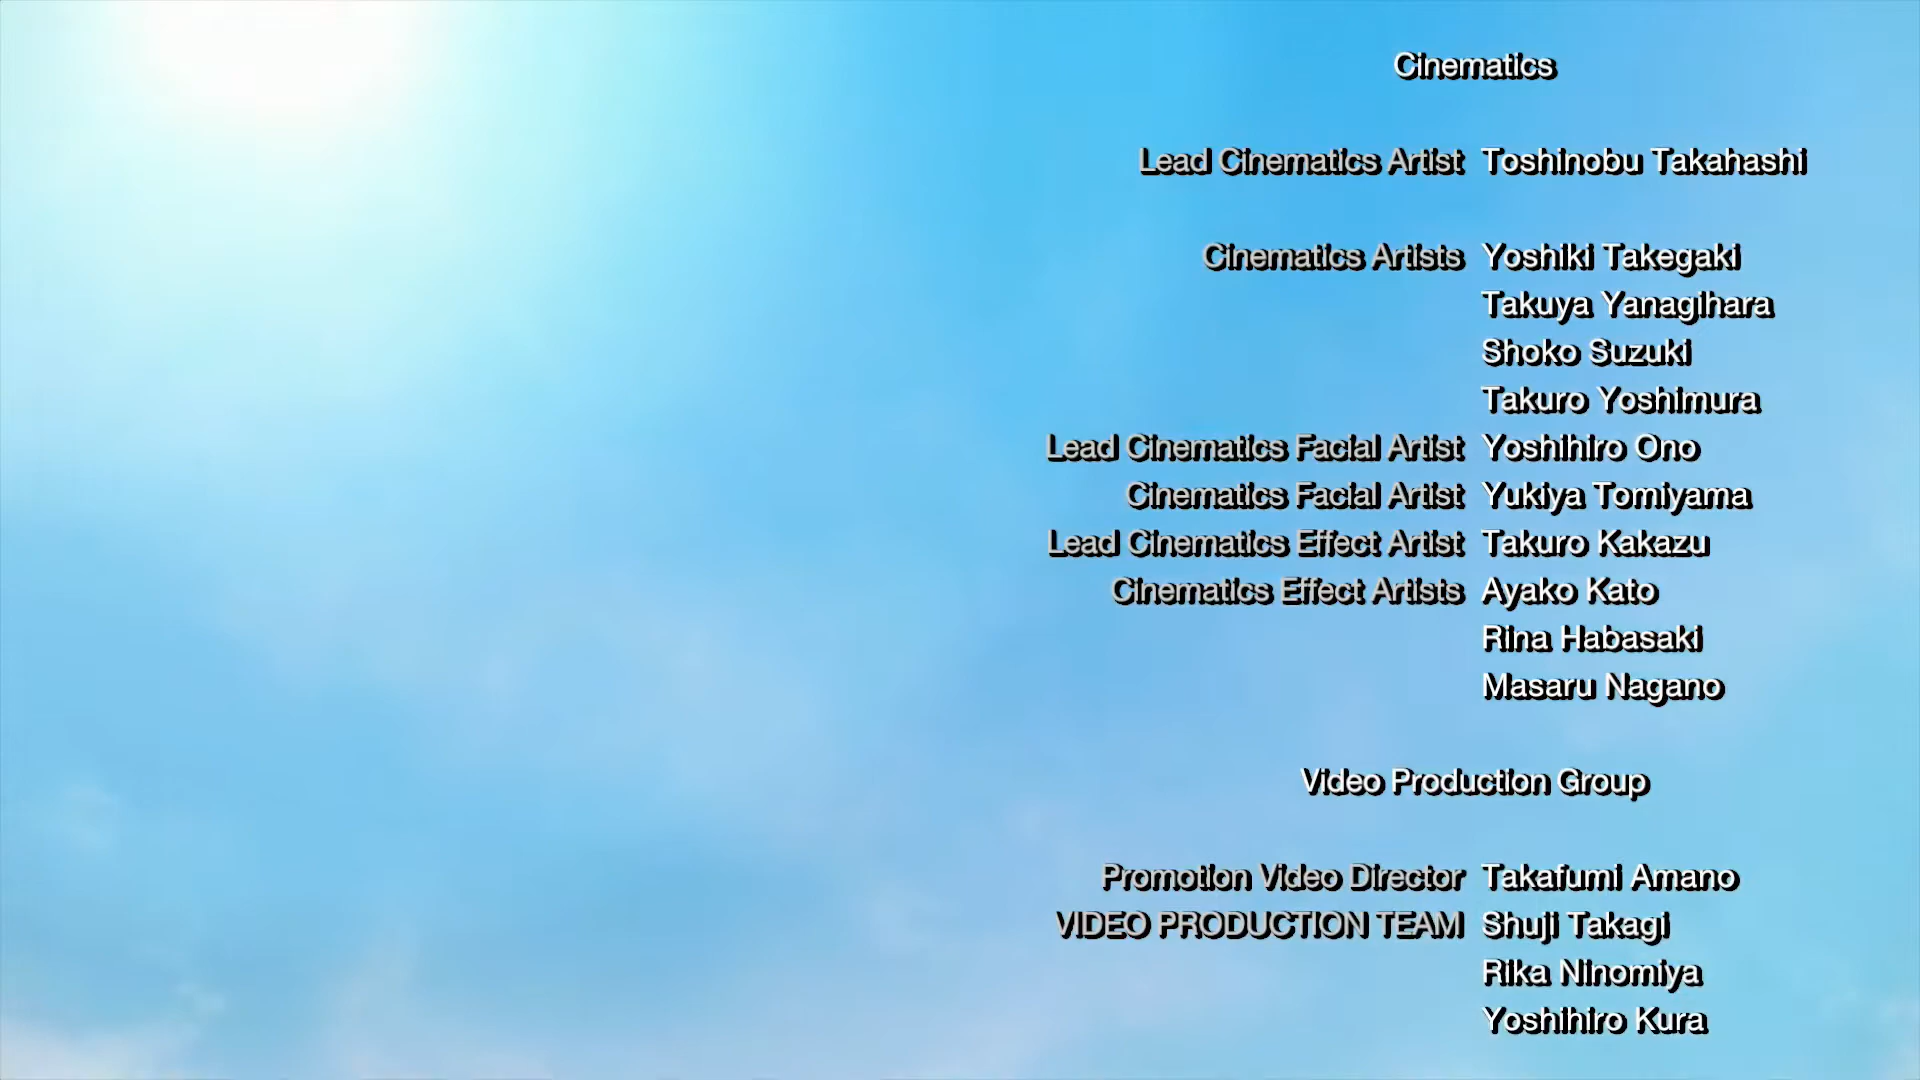 Cinematics
Lead Cinematics Artist Toshinobu Takahashi
Cinematics Artists Yoshiki Takegaki
Takuya Yanagihara
Shoko Suzuki
Takuro Yoshimura
Lead Cinematics Facial Artist Yoshihiro Ono
Cinematics Facial Artist Yukiya Tomiyama
Lead Cinematics Effect Artist Takuro Kakazu
Cinematics Effect Artists Ayako Kato
Rina Habasaki
Masaru Nagano
Video Production Group
Promotion Video Director Takafumi Amano
VIDEO PRODUCTION TEAM Shuji Takagi
Rika Ninomiya
Yoshihiro Kura